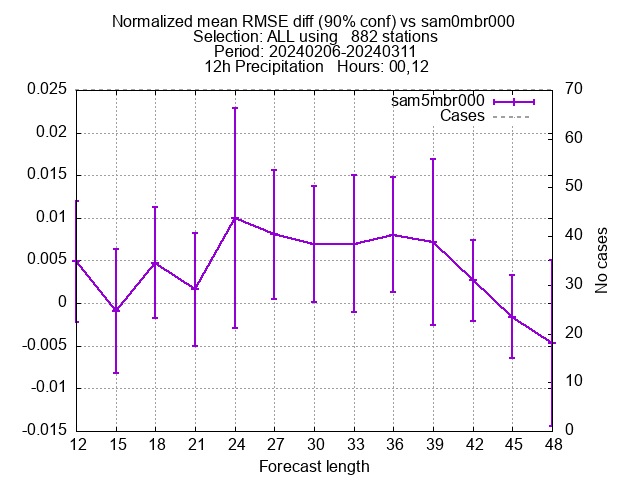 Normalized mean RMSE diff (90% conf) vs sam0mbr000
Selection: ALL using   882 stations
Period: 20240206-20240311
12h Precipitation   Hours: 00,12
sam5mbr000
Cases
0.025
0.02
0.015
0.01
0.005
0
-0.005
-0.01
-0.015
70
60
50
40
30
20
10
0
No cases
12 15 18 21 24 27 30 33 36 39 42 45 48
Forecast length